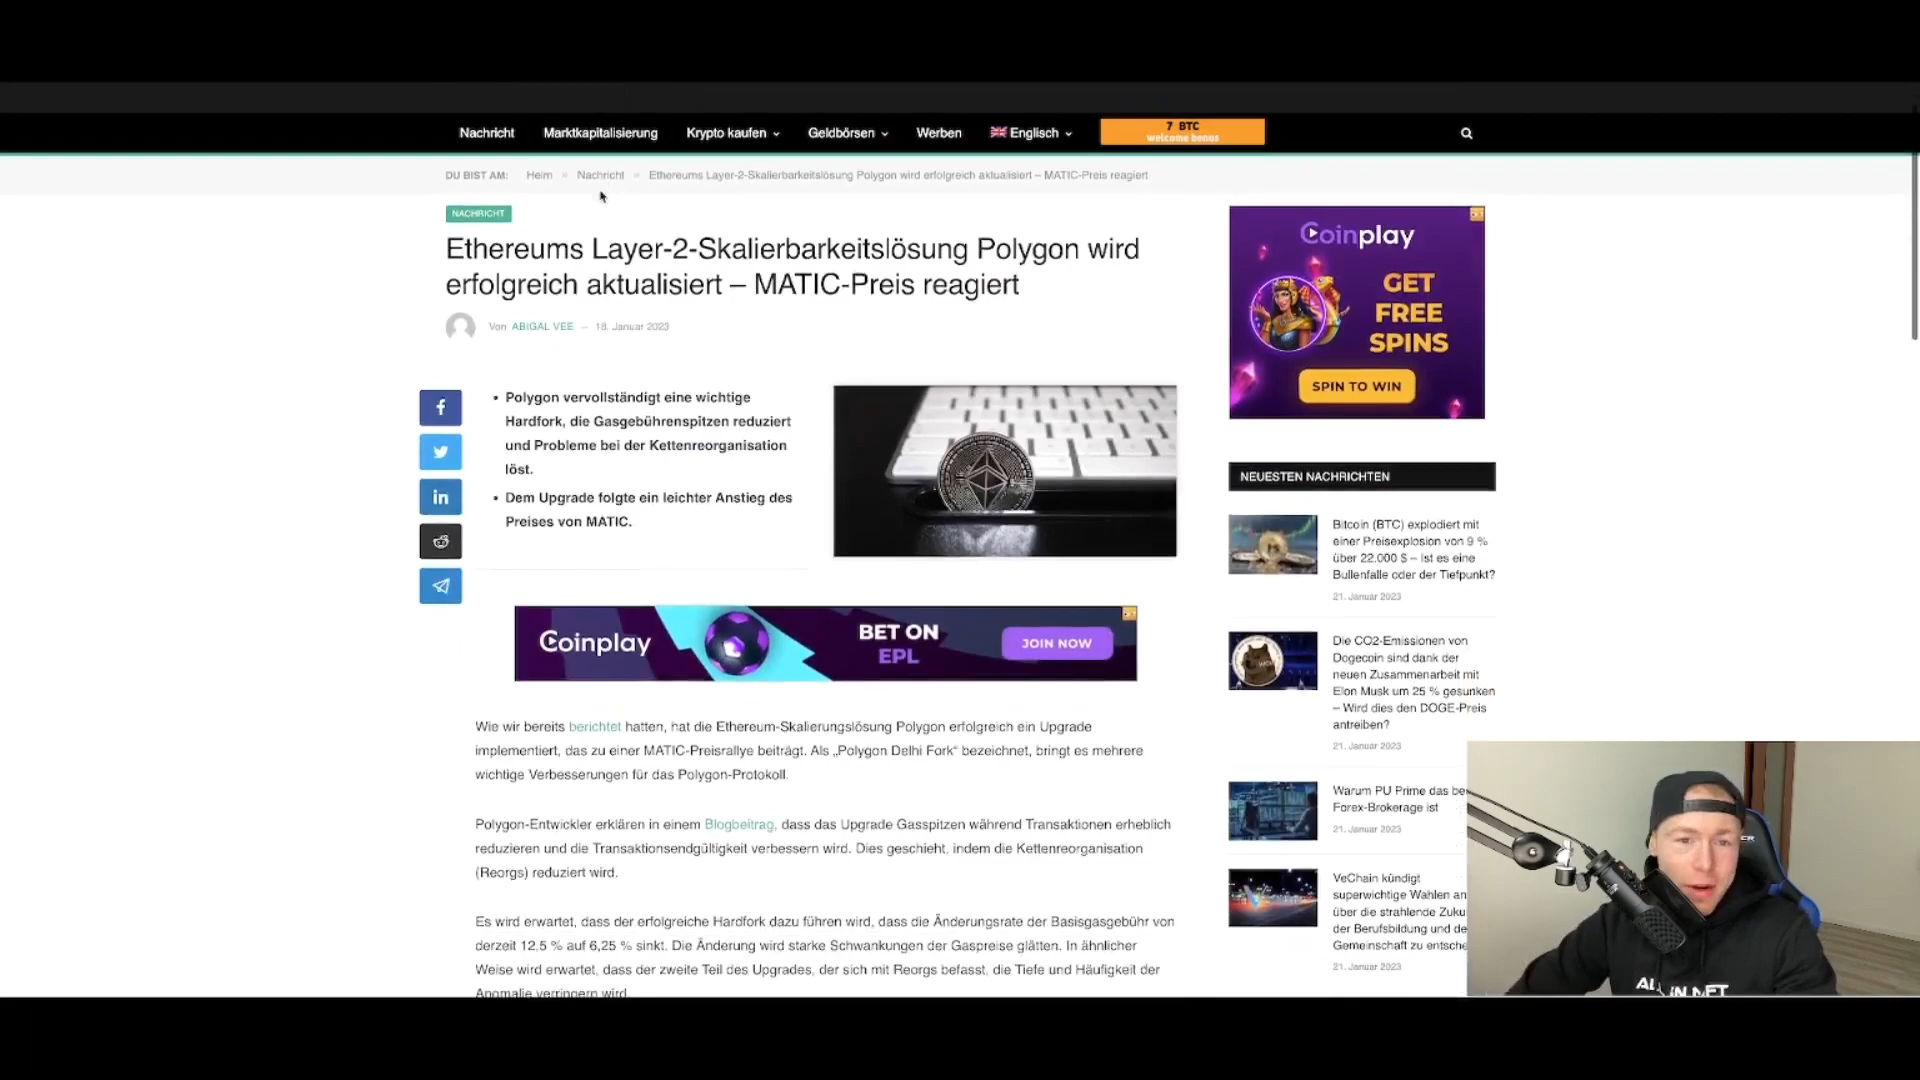 Nachricht
Marktkapitalisierung
Krypto kaufen
Geldbörsen
Werben
Englisch
7 BTC
welcome bonus
DU BIST AM: Heim » Nachricht » Ethereums Layer-2-Skalierbarkeitslösung Polygon wird erfolgreich aktualisiert – MATIC-Preis reagiert
NACHRICHT
Ethereums Layer-2-Skalierbarkeitslösung Polygon wird
erfolgreich aktualisiert – MATIC-Preis reagiert
Von ABIGAL VEE – 18. Januar 2023
• Polygon vervollständigt eine wichtige
Hardfork, die Gasgebührenspitzen reduziert
und Probleme bei der Kettenreorganisation
löst.
• Dem Upgrade folgte ein leichter Anstieg des
Preises von MATIC.
Coinplay
BET ON
EPL
JOIN NOW
Wie wir bereits berichtet hatten, hat die Ethereum-Skalierungslösung Polygon erfolgreich ein Upgrade
implementiert, das zu einer MATIC-Preisrallye beiträgt. Als „Polygon Delhi Fork“ bezeichnet, bringt es mehrere
wichtige Verbesserungen für das Polygon-Protokoll.
Polygon-Entwickler erklären in einem Blogbeitrag, dass das Upgrade Gasspitzen während Transaktionen erheblich
reduzieren und die Transaktionsendgültigkeit verbessern wird. Dies geschieht, indem die Kettenreorganisation
(Reorgs) reduziert wird.
Es wird erwartet, dass der erfolgreiche Hardfork dazu führen wird, dass die Änderungsrate der Basisgasgebühr von
derzeit 12,5 % auf 6,25 % sinkt. Die Änderung wird starke Schwankungen der Gaspreise glätten. In ähnlicher
Weise wird erwartet, dass der zweite Teil des Upgrades, der sich mit Reorgs befasst, die Tiefe und Häufigkeit der
Anomalie verringern wird.
Coinplay
GET
FREE
SPINS
SPIN TO WIN
NEUESTEN NACHRICHTEN
Bitcoin (BTC) explodiert mit
einer Preisexplosion von 9 %
über 22.000 $ – Ist es eine
Bullenfalle oder der Tiefpunkt?
21. Januar 2023
Die CO2-Emissionen von
Dogecoin sind dank der
neuen Zusammenarbeit mit
Elon Musk um 25 % gesunken
– Wird dies den DOGE-Preis
antreiben?
21. Januar 2023
Warum PU Prime das be
Forex-Brokerage ist
21. Januar 2023
VeChain kündigt
superwichtige Wahlen an
über die strahlende Zuku
der Berufsbildung und de
Gemeinschaft zu entsche
21. Januar 2023